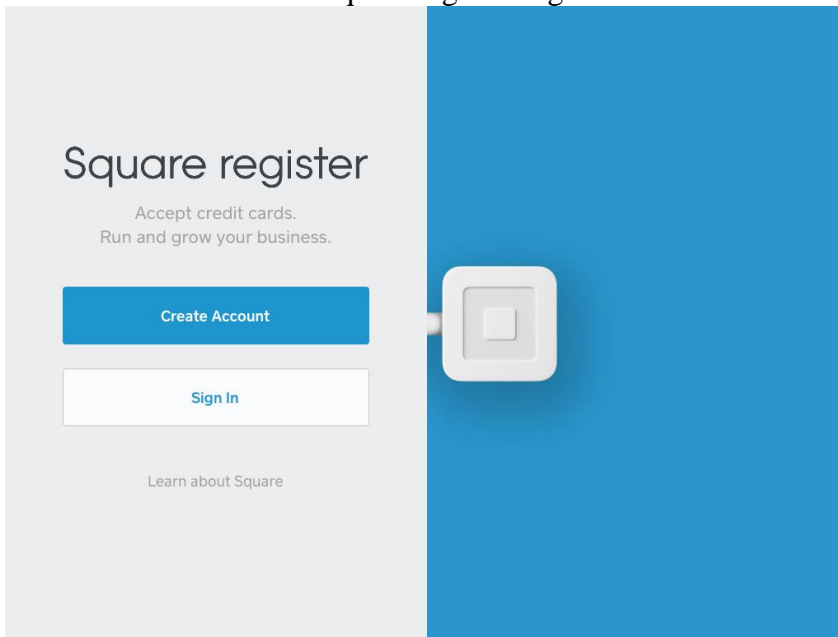 Square register
Accept credit cards.
Run and grow your business.
Create Account
Sign In
Learn about Square